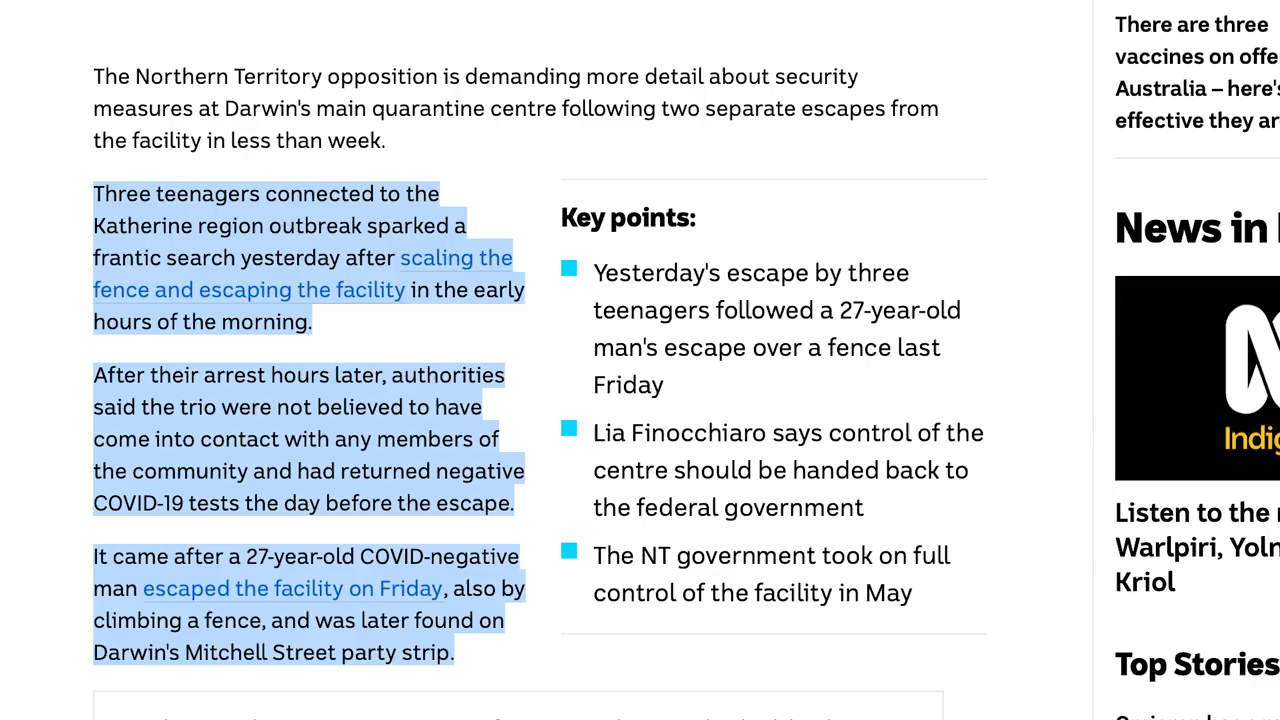 The Northern Territory opposition is demanding more detail about security
measures at Darwin's main quarantine centre following two separate escapes from
the facility in less than week.
Three teenagers connected to the
Katherine region outbreak sparked a
frantic search yesterday after scaling the
fence and escaping the facility in the early
hours of the morning.
After their arrest hours later, authorities
said the trio were not believed to have
come into contact with any members of
the community and had returned negative
COVID-19 tests the day before the escape.
It came after a 27-year-old COVID-negative
man escaped the facility on Friday, also by
climbing a fence, and was later found on
Darwin's Mitchell Street party strip.
Key points:
Yesterday's escape by three
teenagers followed a 27-year-old
man's escape over a fence last
Friday
Lia Finocchiaro says control of the
centre should be handed back to
the federal government
The NT government took on full
control of the facility in May
There are three
vaccines on offe
Australia – here's
effective they ar
News in
Indig
Listen to the
Warlpiri, Yoln
Kriol
Top Stories